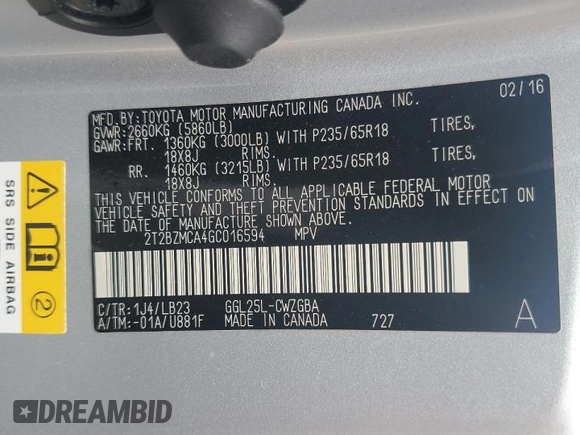 MFD.BY:TOYOTA MOTOR MANUFACTURING CANADA INC. 02/16
GVWR:2660KG (5860LB)
GAWR:FRT. 1360KG (3000LB) WITH P235/65R18 TIRES,
18X8J RIMS.
RR. 1460KG (3215LB) WITH P235/65R18 TIRES,
18X8J RIMS.
THIS VEHICLE CONFORMS TO ALL APPLICABLE FEDERAL MOTOR
VEHICLE SAFETY AND THEFT PREVENTION STANDARDS IN EFFECT ON
THE DATE OF MANUFACTURE SHOWN ABOVE.
2T2BZMCA4GC016594 MPV
C/TR:1J4/LB23 GGL25L-CWZGBA
A/TM:-01A/U881F MADE IN CANADA 727 A
SRS SIDE AIRBAG
2
DREAMBID